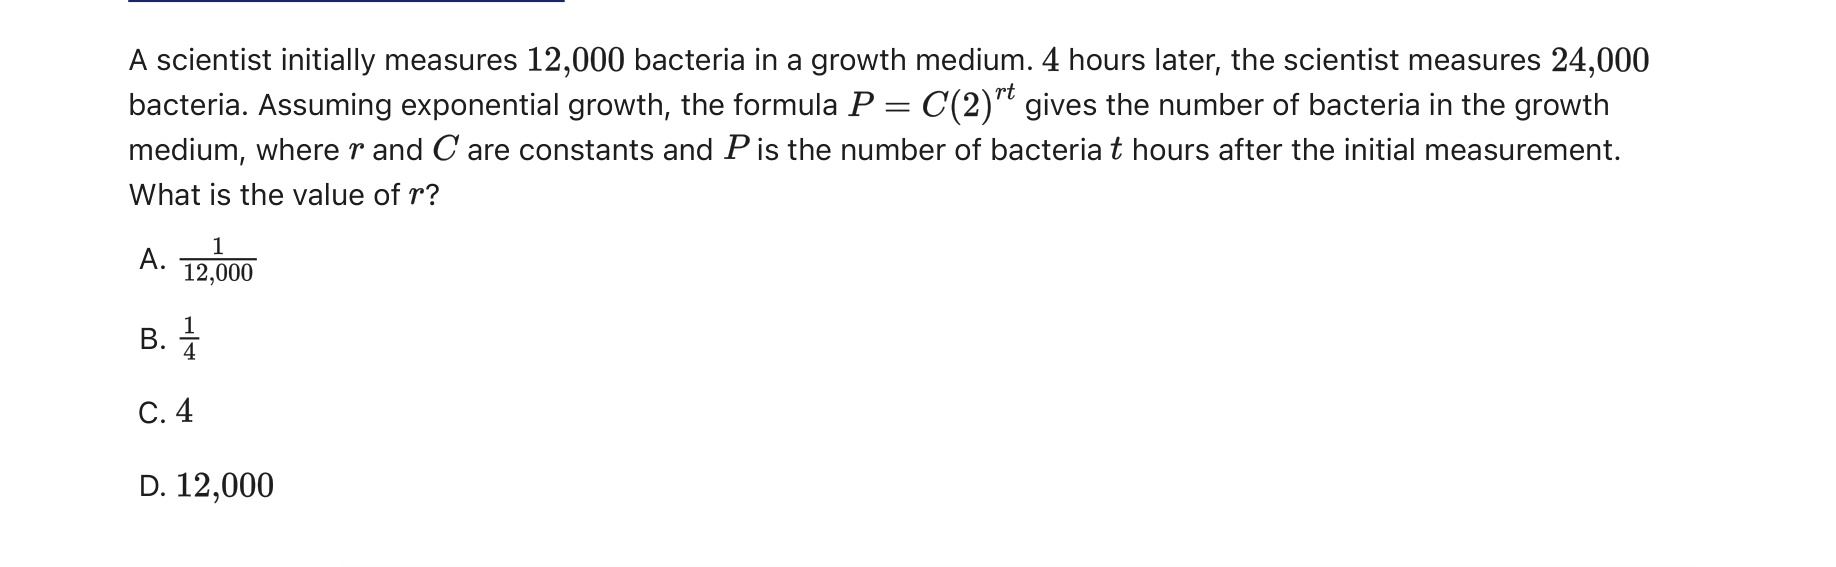 A scientist initially measures 12,000 bacteria in a growth medium. 4 hours later, the scientist measures 24,000
bacteria. Assuming exponential growth, the formula $P = C(2)^{rt}$ gives the number of bacteria in the growth
medium, where $r$ and $C$ are constants and $P$ is the number of bacteria $t$ hours after the initial measurement.
What is the value of $r$?
A. $\frac{1}{12,000}$
B. $\frac{1}{4}$
C. 4
D. 12,000